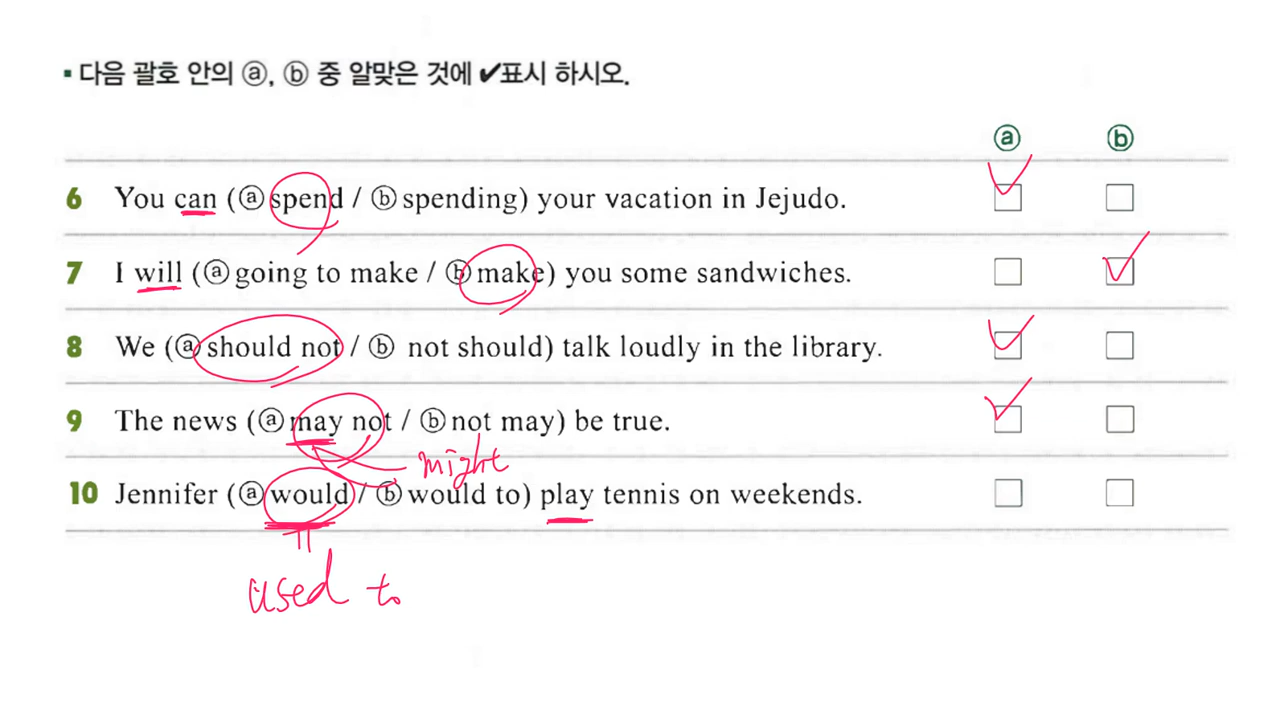 ▪ 다음 괄호 안의 ⓐ, ⓑ 중 알맞은 것에 ✔표시 하시오.
ⓐ ⓑ
6 You can (ⓐ spend / ⓑ spending) your vacation in Jejudo.
7 I will (ⓐ going to make / ⓑ make) you some sandwiches.
8 We (ⓐ should not / ⓑ not should) talk loudly in the library.
9 The news (ⓐ may not / ⓑ not may) be true.
might
10 Jennifer (ⓐ would / ⓑ would to) play tennis on weekends.
used to